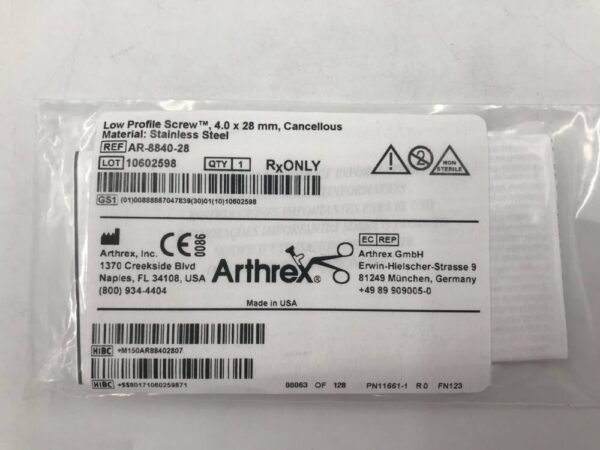 Low Profile Screw™, 4.0 x 28 mm, Cancellous
Material: Stainless Steel
REF AR-8840-28
LOT 10602598 QTY 1 RxONLY
NON STERILE
GS1 (01)00888867047839(30)01(10)10602598
CE 0086
Arthrex, Inc.
1370 Creekside Blvd
Naples, FL 34108, USA
(800) 934-4404
Arthrex®
EC REP
Arthrex GmbH
Erwin-Hielscher-Strasse 9
81249 München, Germany
+49 89 909005-0
Made in USA
HIBC +M150AR88402807
HIBC +$$80171060259871
00063 OF 128 PN11661-1 R 0 FN123